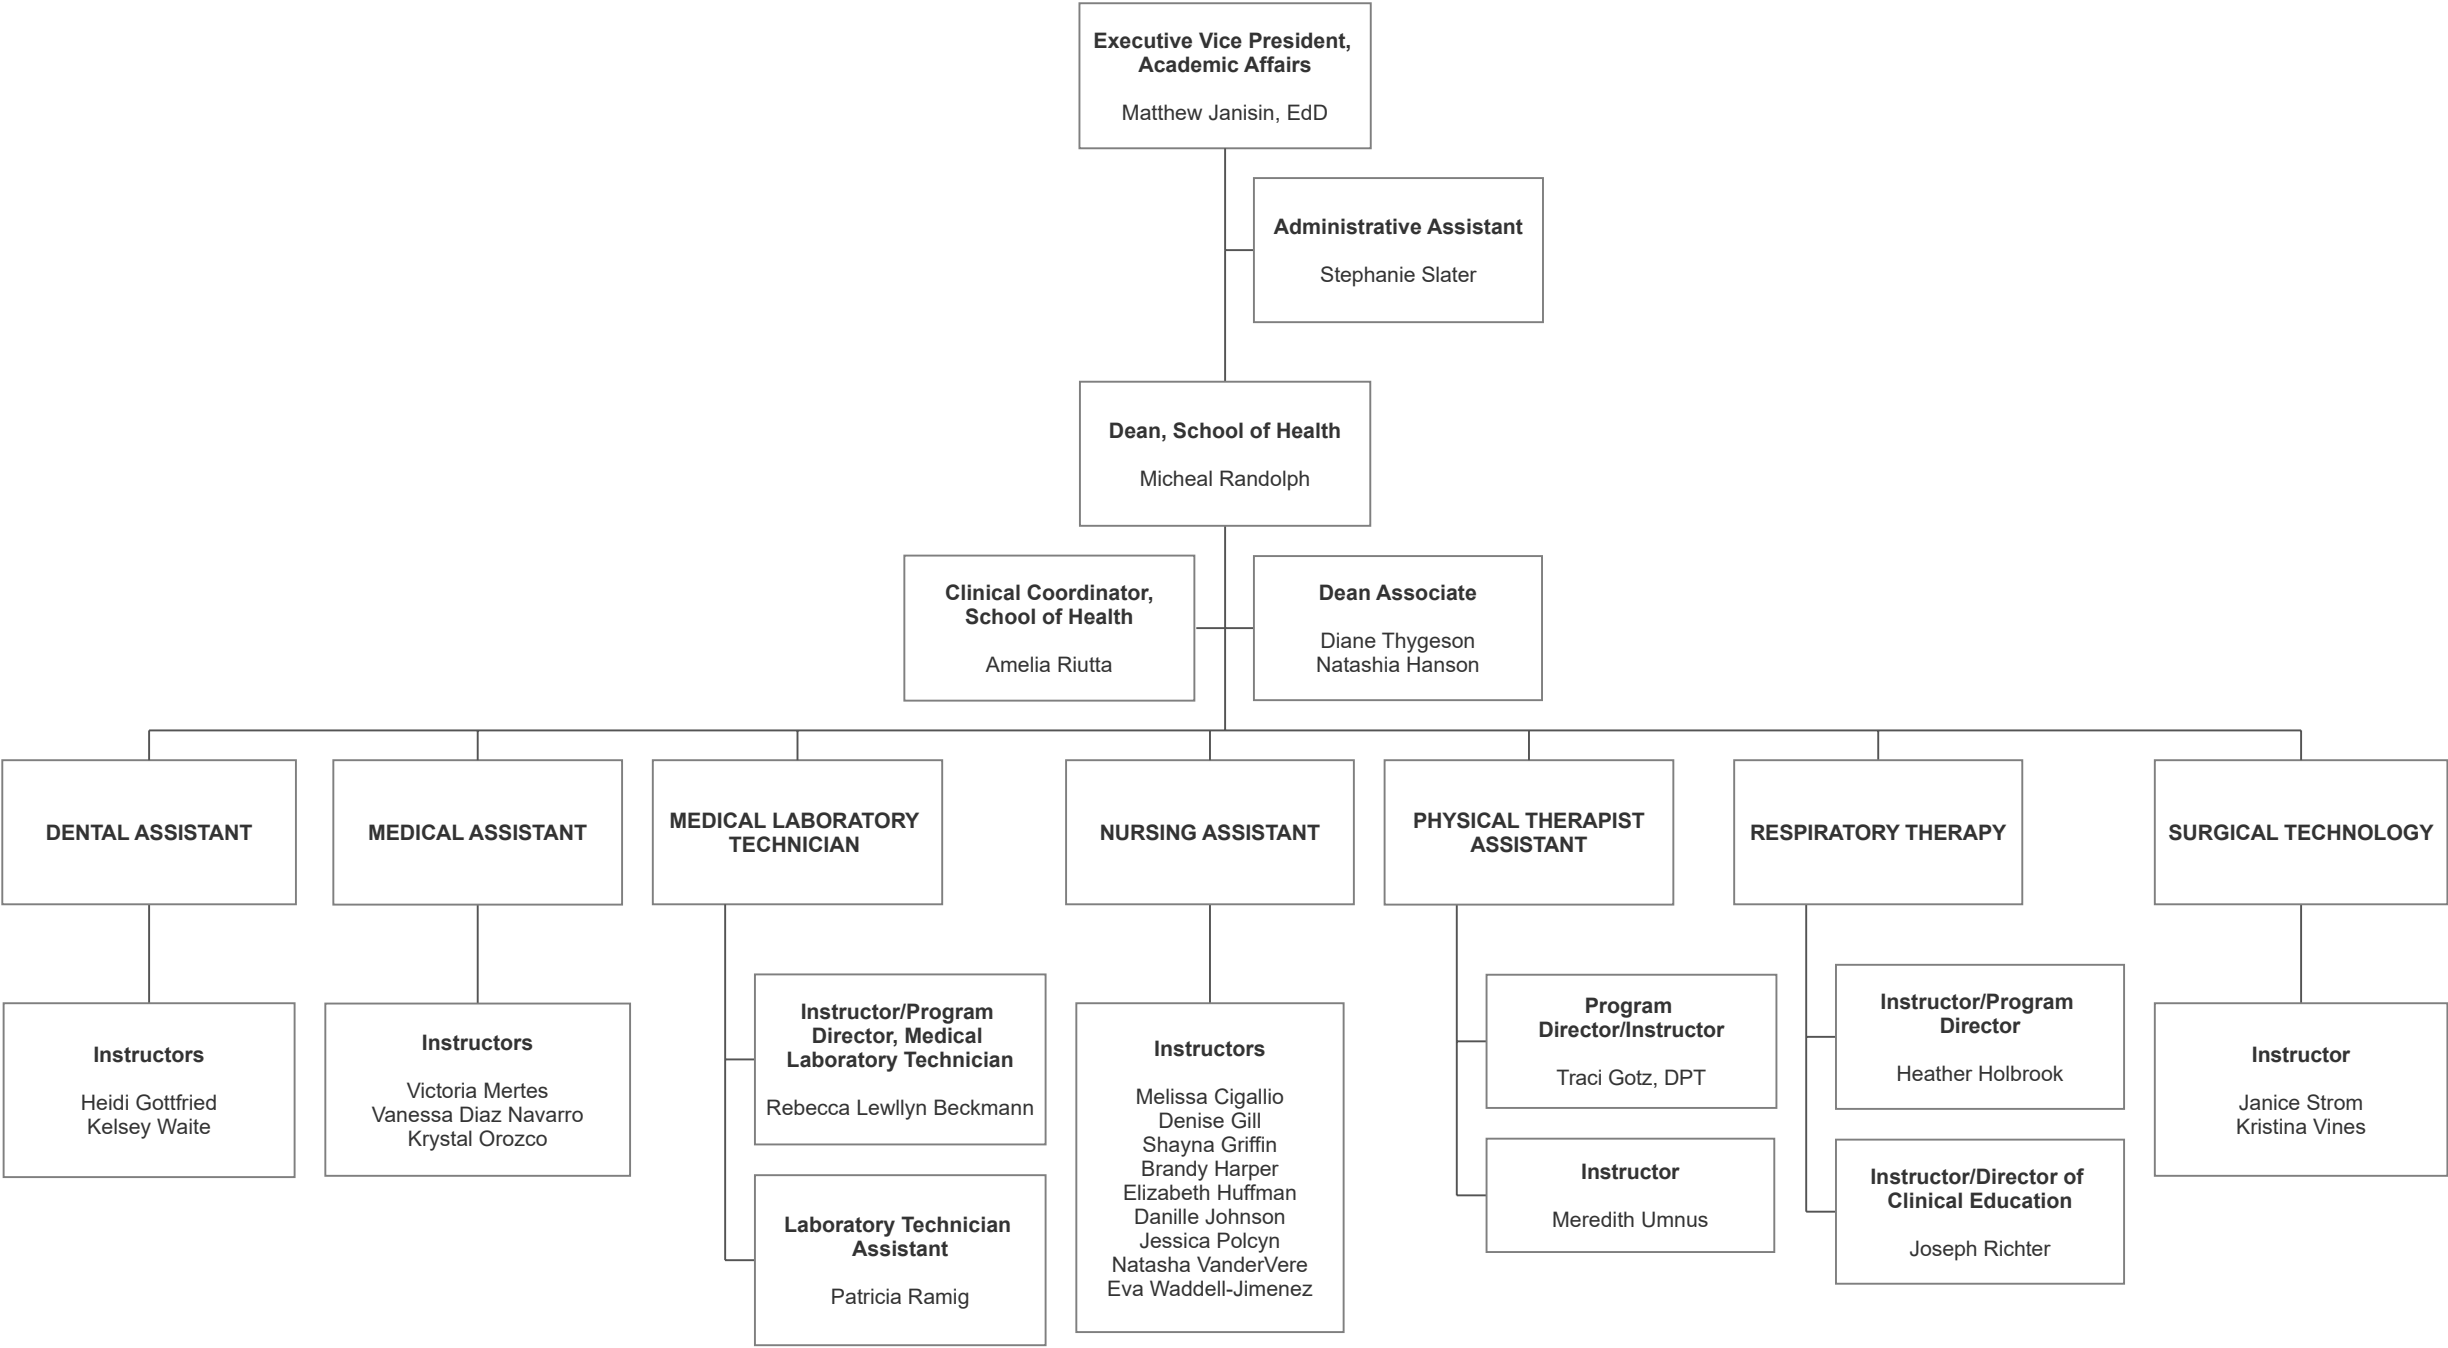 Executive Vice President,
Academic Affairs
Matthew Janisin, EdD
Administrative Assistant
Stephanie Slater
Dean, School of Health
Micheal Randolph
Clinical Coordinator,
School of Health
Amelia Riutta
Dean Associate
Diane Thygeson
Natashia Hanson
DENTAL ASSISTANT
MEDICAL ASSISTANT
MEDICAL LABORATORY
TECHNICIAN
NURSING ASSISTANT
PHYSICAL THERAPIST
ASSISTANT
RESPIRATORY THERAPY
SURGICAL TECHNOLOGY
Instructors
Heidi Gottfried
Kelsey Waite
Instructors
Victoria Mertes
Vanessa Diaz Navarro
Krystal Orozco
Instructor/Program
Director, Medical
Laboratory Technician
Rebecca Lewllyn Beckmann
Laboratory Technician
Assistant
Patricia Ramig
Instructors
Melissa Cigallio
Denise Gill
Shayna Griffin
Brandy Harper
Elizabeth Huffman
Danille Johnson
Jessica Polcyn
Natasha VanderVere
Eva Waddell-Jimenez
Program
Director/Instructor
Traci Gotz, DPT
Instructor
Meredith Umnus
Instructor/Program
Director
Heather Holbrook
Instructor/Director of
Clinical Education
Joseph Richter
Instructor
Janice Strom
Kristina Vines